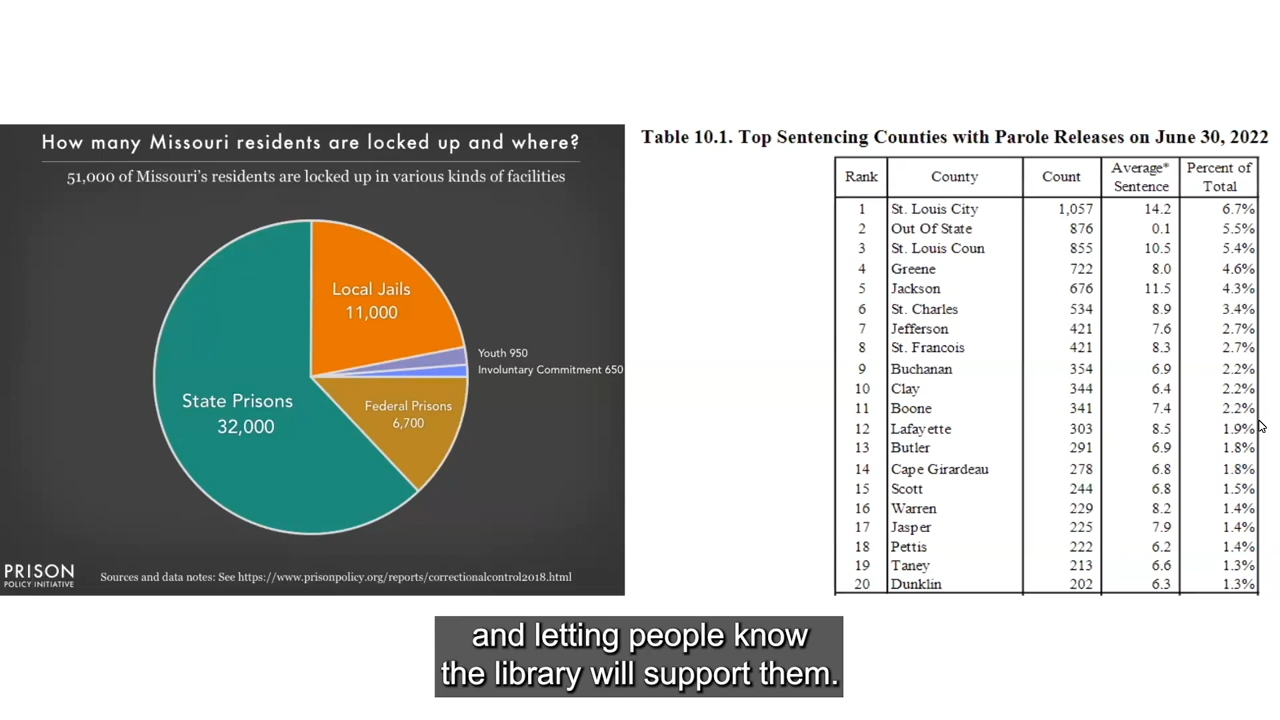 How many Missouri residents are locked up and where?
51,000 of Missouri's residents are locked up in various kinds of facilities
Local Jails
11,000
Youth 950
Involuntary Commitment 650
State Prisons
32,000
Federal Prisons
6,700
PRISON
POLICY INITIATIVE
Sources and data notes: See https://www.prisonpolicy.org/reports/correctionalcontrol2018.html
Table 10.1. Top Sentencing Counties with Parole Releases on June 30, 2022
Rank County Count Average* Sentence Percent of Total
1 St. Louis City 1,057 14.2 6.7%
2 Out Of State 876 0.1 5.5%
3 St. Louis Coun 855 10.5 5.4%
4 Greene 722 8.0 4.6%
5 Jackson 676 11.5 4.3%
6 St. Charles 534 8.9 3.4%
7 Jefferson 421 7.6 2.7%
8 St. Francois 421 8.3 2.7%
9 Buchanan 354 6.9 2.2%
10 Clay 344 6.4 2.2%
11 Boone 341 7.4 2.2%
12 Lafayette 303 8.5 1.9%
13 Butler 291 6.9 1.8%
14 Cape Girardeau 278 6.8 1.8%
15 Scott 244 6.8 1.5%
16 Warren 229 8.2 1.4%
17 Jasper 225 7.9 1.4%
18 Pettis 222 6.2 1.4%
19 Taney 213 6.6 1.3%
20 Dunklin 202 6.3 1.3%
and letting people know
the library will support them.